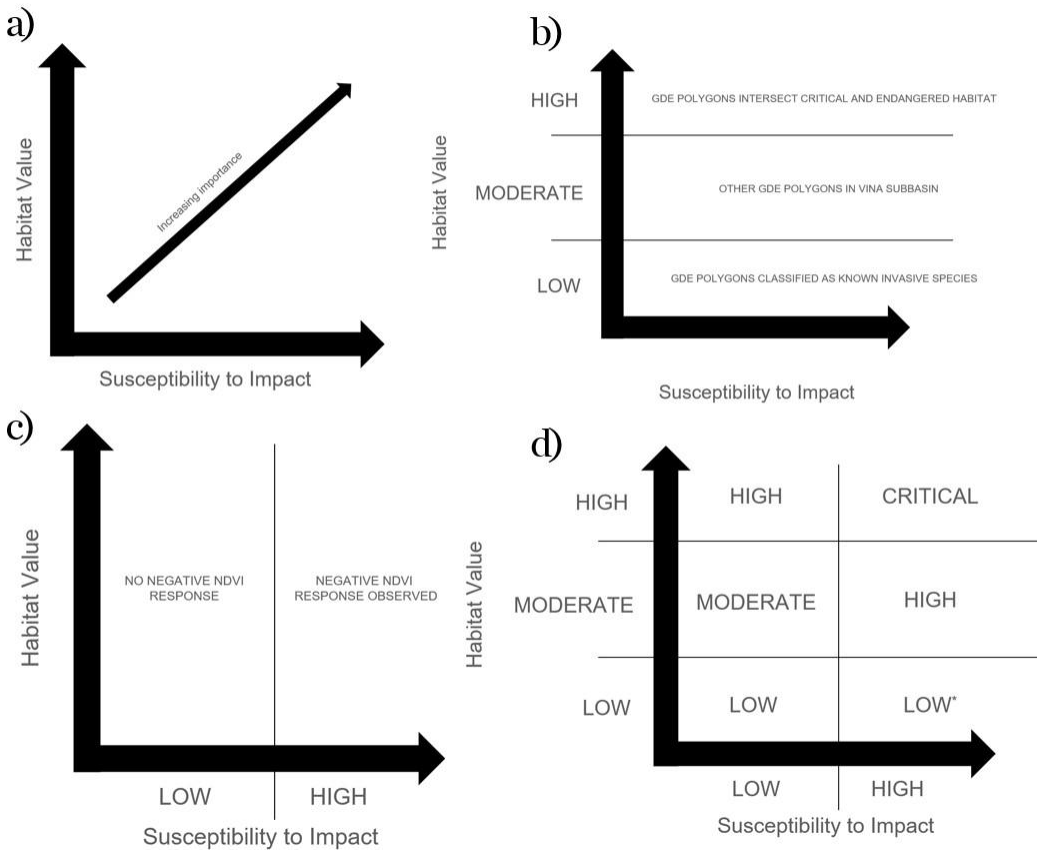 a)
Habitat Value
Increasing importance
Susceptibility to Impact
b)
Habitat Value
HIGH
GDE POLYGONS INTERSECT CRITICAL AND ENDANGERED HABITAT
MODERATE
OTHER GDE POLYGONS IN VINA SUBBASIN
LOW
GDE POLYGONS CLASSIFIED AS KNOWN INVASIVE SPECIES
Susceptibility to Impact
c)
Habitat Value
NO NEGATIVE NDVI
RESPONSE
NEGATIVE NDVI
RESPONSE OBSERVED
LOW
HIGH
Susceptibility to Impact
d)
Habitat Value
HIGH
HIGH
CRITICAL
MODERATE
MODERATE
HIGH
LOW
LOW
LOW*
LOW
HIGH
Susceptibility to Impact